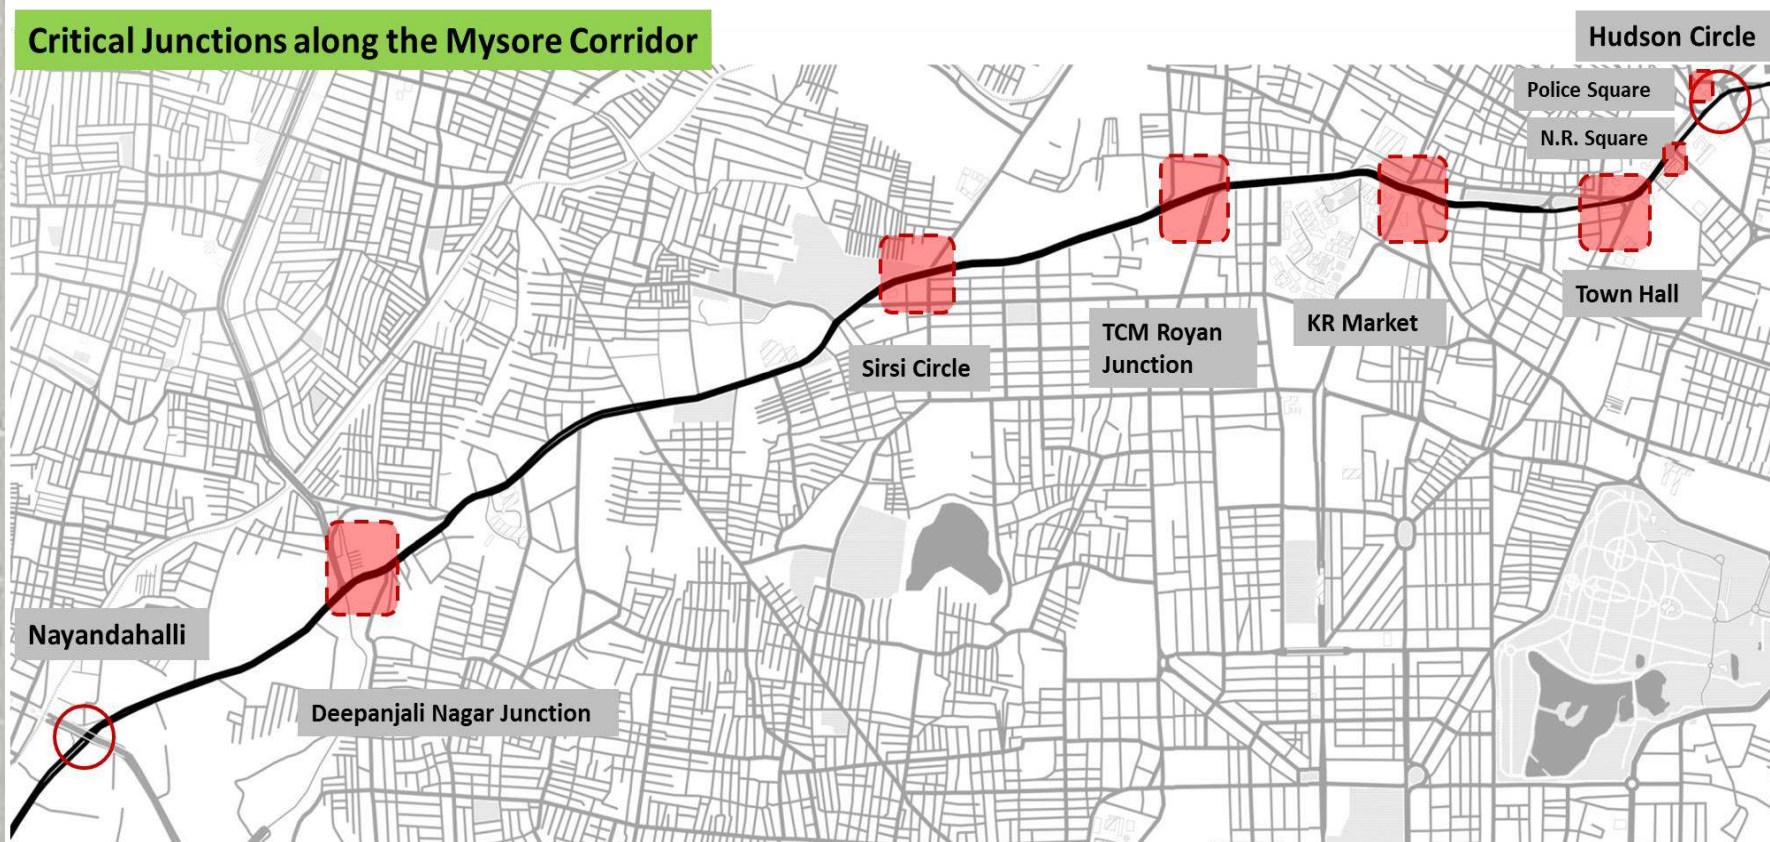 Critical Junctions along the Mysore Corridor
Hudson Circle
Police Square
N.R. Square
Town Hall
KR Market
TCM Royan
Junction
Sirsi Circle
Nayandahalli
Deepanjali Nagar Junction